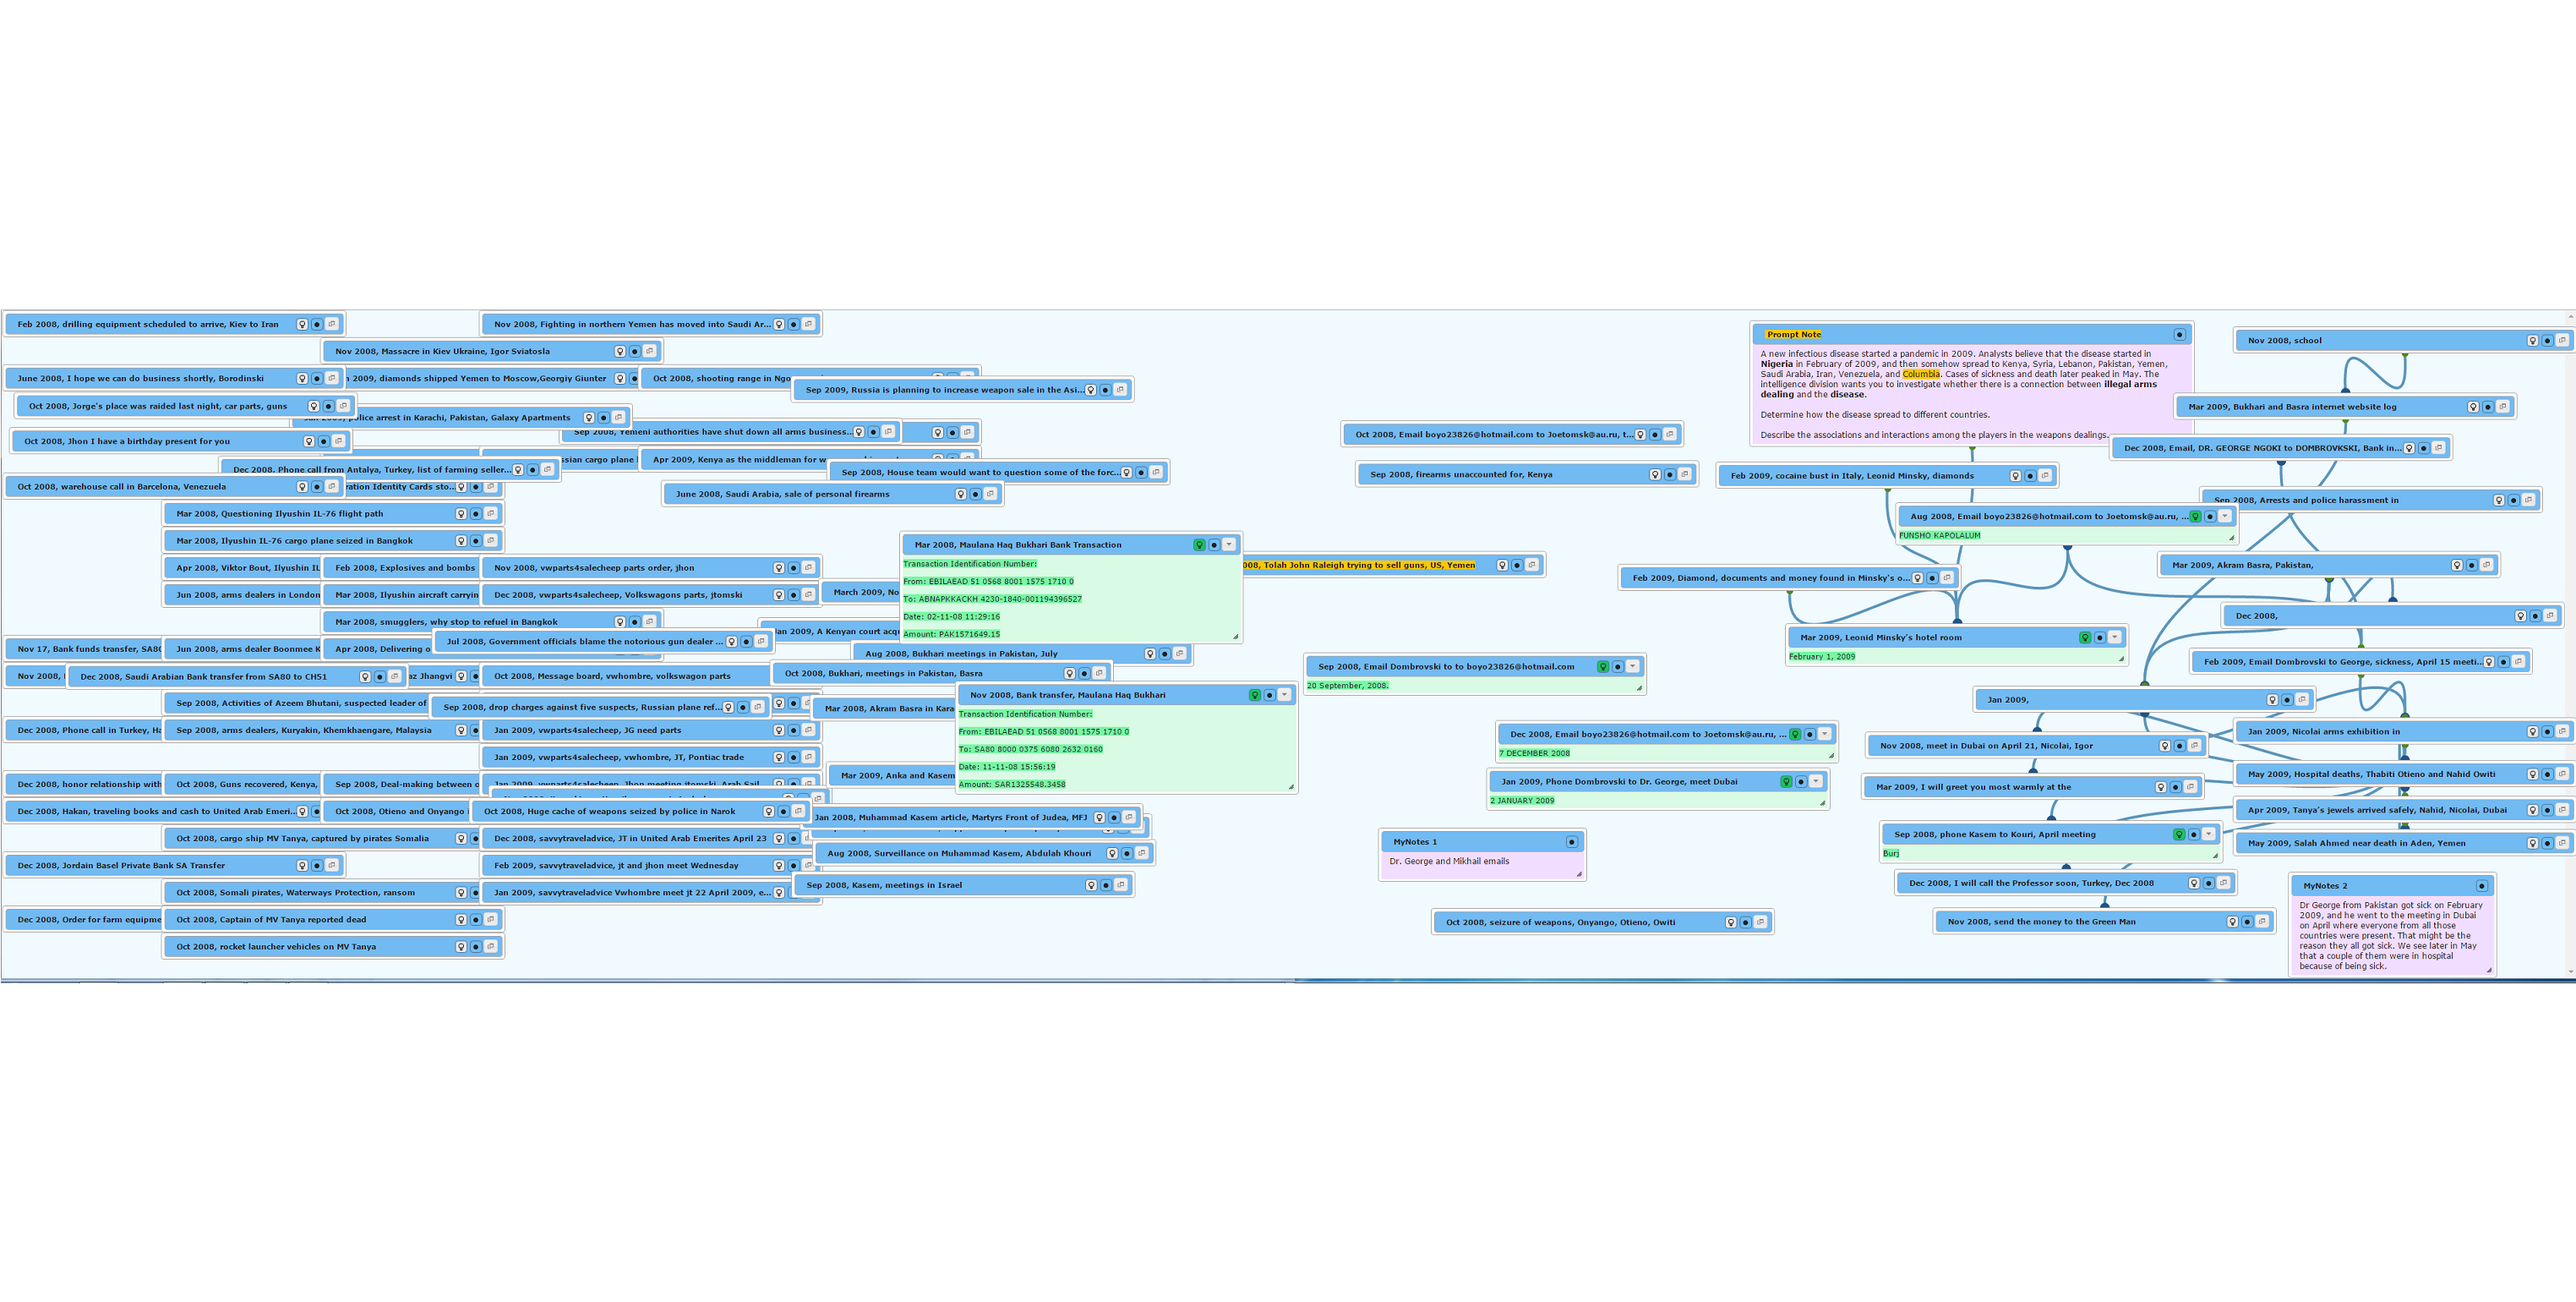 Feb 2008, drilling equipment scheduled to arrive, Kiev to Iran
Nov 2008, Fighting in northern Yemen has moved into Saudi Ar...
Nov 2008, Massacre in Kiev Ukraine, Igor Sviatosla
June 2008, I hope we can do business shortly, Borodinski
2009, diamonds shipped Yemen to Moscow,Georgiy Giunter
Oct 2008, shooting range in Ngo
Sep 2009, Russia is planning to increase weapon sale in the Asi...
Oct 2008, Jorge's place was raided last night, car parts, guns
police arrest in Karachi, Pakistan, Galaxy Apartments
Sep 2008, Yemeni authorities have shut down all arms business...
Oct 2008, Jhon I have a birthday present for you
Dec 2008. Phone call from Antalya, Turkey, list of farming seller...
ssian cargo plane
Apr 2009, Kenya as the middleman for w
Sep 2008, House team would want to question some of the forc...
Oct 2008, warehouse call in Barcelona, Venezuela
ration Identity Cards sto...
June 2008, Saudi Arabia, sale of personal firearms
Mar 2008, Questioning Ilyushin IL-76 flight path
Mar 2008, Ilyushin IL-76 cargo plane seized in Bangkok
Apr 2008, Viktor Bout, Ilyushin IL
Feb 2008, Explosives and bombs
Nov 2008, vwparts4salecheep parts order, jhon
Jun 2008, arms dealers in London
Mar 2008, Ilyushin aircraft carryin
Dec 2008, vwparts4salecheep, Volkswagons parts, jtomski
March 2009, No
Mar 2008, smugglers, why stop to refuel in Bangkok
Jan 2009, A Kenyan court acqu
Nov 17, Bank funds transfer, SA80
Jun 2008, arms dealer Boonmee K
Apr 2008, Delivering o
Jul 2008, Government officials blame the notorious gun dealer ...
Aug 2008, Bukhari meetings in Pakistan, July
Nov 2008,
Dec 2008, Saudi Arabian Bank transfer from SA80 to CH51
az Jhangvi
Oct 2008, Message board, vwhombre, volkswagon parts
Oct 2008, Bukhari, meetings in Pakistan, Basra
Sep 2008, Activities of Azeem Bhutani, suspected leader of
Sep 2008, drop charges against five suspects, Russian plane ref...
Mar 2008, Akram Basra in Kara
Dec 2008, Phone call in Turkey, Ha
Sep 2008, arms dealers, Kuryakin, Khemkhaengare, Malaysia
Jan 2009, vwparts4salecheep, JG need parts
Jan 2009, vwparts4salecheep, vwhombre, JT, Pontiac trade
Mar 2009, Anka and Kasem
Dec 2008, honor relationship with
Oct 2008, Guns recovered, Kenya,
Sep 2008, Deal-making between
Jan 2009, vwparts4salecheep, Jhon meeting jtomski, Arab Sail
Dec 2008, Hakan, traveling books and cash to United Arab Emeri...
Oct 2008, Otieno and Onyango
Oct 2008, Huge cache of weapons seized by police in Narok
Jan 2008, Muhammad Kasem article, Martyrs Front of Judea, MFJ
Oct 2008, cargo ship MV Tanya, captured by pirates Somalia
Dec 2008, savvytraveladvice, JT in United Arab Emerites April 23
Aug 2008, Surveillance on Muhammad Kasem, Abdulah Khouri
Dec 2008, Jordain Basel Private Bank SA Transfer
Feb 2009, savvytraveladvice, jt and jhon meet Wednesday
Sep 2008, Kasem, meetings in Israel
Oct 2008, Somali pirates, Waterways Protection, ransom
Jan 2009, savvytraveladvice Vwhombre meet jt 22 April 2009, e...
Dec 2008, Order for farm equipme
Oct 2008, Captain of MV Tanya reported dead
Oct 2008, rocket launcher vehicles on MV Tanya
Mar 2008, Maulana Haq Bukhari Bank Transaction
Transaction Identification Number:
From: EBILAEAD 51 0568 8001 1575 1710 0
To: ABNAPKKACKH 4230-1840-001194396527
Date: 02-11-08 11:29:16
Amount: PAK1571649.15
008, Tolah John Raleigh trying to sell guns, US, Yemen
Nov 2008, Bank transfer, Maulana Haq Bukhari
Transaction Identification Number:
From: EBILAEAD 51 0568 8001 1575 1710 0
To: SA80 8000 0375 6080 2632 0160
Date: 11-11-08 15:56:19
Amount: SAR1325548.3458
Oct 2008, Email boyo23826@hotmail.com to Joetomsk@au.ru, t...
Sep 2008, firearms unaccounted for, Kenya
Sep 2008, Email Dombrovski to to boyo23826@hotmail.com
20 September, 2008.
Dec 2008, Email boyo23826@hotmail.com to Joetomsk@au.ru, ...
7 DECEMBER 2008
Jan 2009, Phone Dombrovski to Dr. George, meet Dubai
2 JANUARY 2009
MyNotes 1
Dr. George and Mikhail emails
Oct 2008, seizure of weapons, Onyango, Otieno, Owiti
Prompt Note
A new infectious disease started a pandemic in 2009. Analysts believe that the disease started in
Nigeria in February of 2009, and then somehow spread to Kenya, Syria, Lebanon, Pakistan, Yemen,
Saudi Arabia, Iran, Venezuela, and Columbia. Cases of sickness and death later peaked in May. The
intelligence division wants you to investigate whether there is a connection between illegal arms
dealing and the disease.
Determine how the disease spread to different countries.
Describe the associations and interactions among the players in the weapons dealings.
Nov 2008, school
Mar 2009, Bukhari and Basra internet website log
Dec 2008, Email, DR. GEORGE NGOKI to DOMBROVSKI, Bank in...
Feb 2009, cocaine bust in Italy, Leonid Minsky, diamonds
Sep 2008, Arrests and police harassment in
Aug 2008, Email boyo23826@hotmail.com to Joetomsk@au.ru, ...
FUNSHO KAPOLALUM
Mar 2009, Akram Basra, Pakistan,
Feb 2009, Diamond, documents and money found in Minsky's o...
Dec 2008,
Mar 2009, Leonid Minsky's hotel room
February 1, 2009
Feb 2009, Email Dombrovski to George, sickness, April 15 meeti...
Jan 2009,
Jan 2009, Nicolai arms exhibition in
Nov 2008, meet in Dubai on April 21, Nicolai, Igor
May 2009, Hospital deaths, Thabiti Otieno and Nahid Owiti
Mar 2009, I will greet you most warmly at the
Apr 2009, Tanya's jewels arrived safely, Nahid, Nicolai, Dubai
Sep 2008, phone Kasem to Kouri, April meeting
Burj
May 2009, Salah Ahmed near death in Aden, Yemen
Dec 2008, I will call the Professor soon, Turkey, Dec 2008
Nov 2008, send the money to the Green Man
MyNotes 2
Dr George from Pakistan got sick on February
2009, and he went to the meeting in Dubai
on April where everyone from all those
countries were present. That might be the
reason they all got sick. We see later in May
that a couple of them were in hospital
because of being sick.